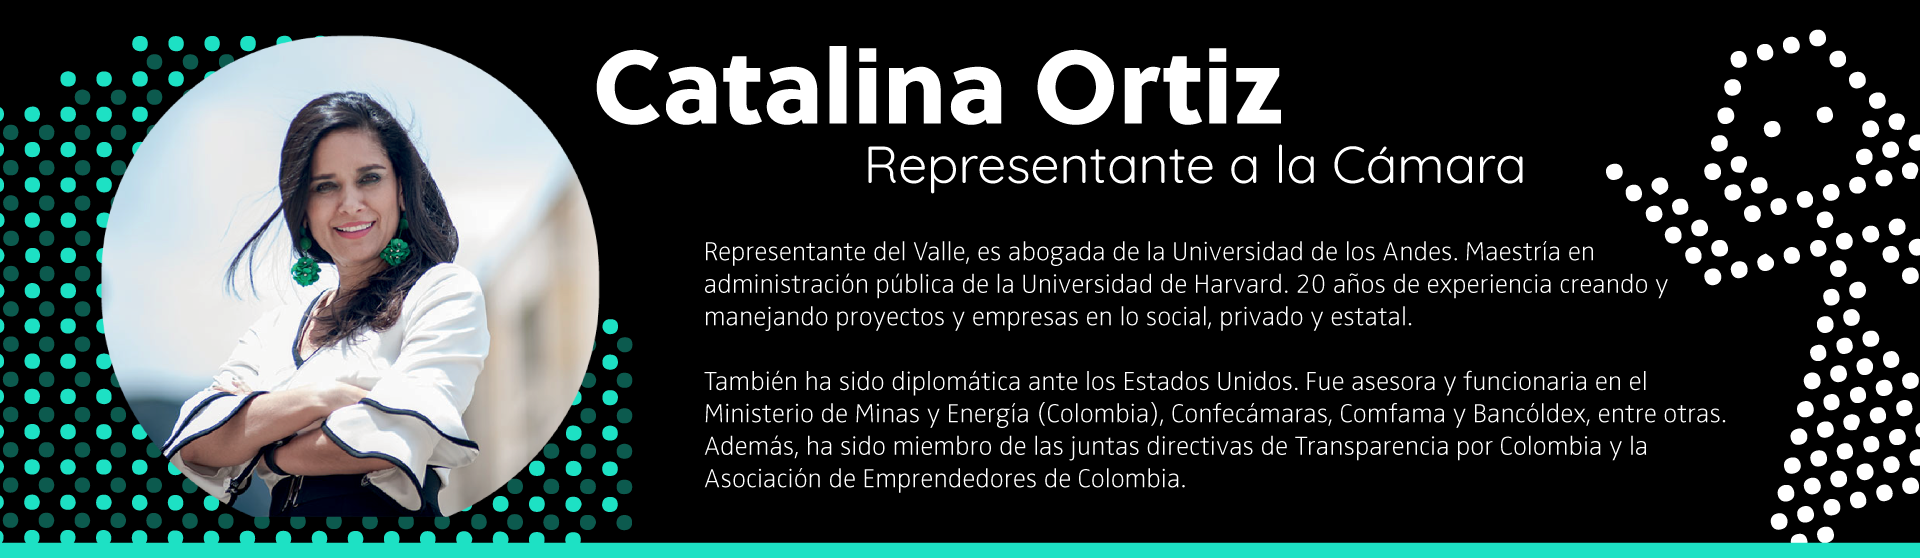 Catalina Ortiz
Representante a la Cámara
Representante del Valle, es abogada de la Universidad de los Andes. Maestría en
administración pública de la Universidad de Harvard. 20 años de experiencia creando y
manejando proyectos y empresas en lo social, privado y estatal.
También ha sido diplomática ante los Estados Unidos. Fue asesora y funcionaria en el
Ministerio de Minas y Energía (Colombia), Confecámaras, Comfama y Bancóldex, entre otras.
Además, ha sido miembro de las juntas directivas de Transparencia por Colombia y la
Asociación de Emprendedores de Colombia.